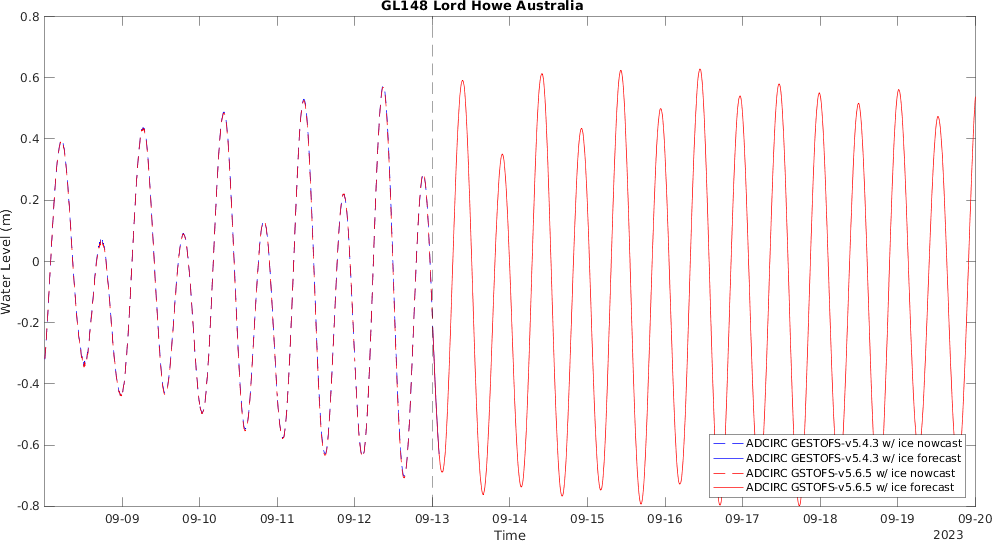 GL148 Lord Howe Australia
Water Level (m)
0.8
0.6
0.4
0.2
0
-0.2
-0.4
-0.6
-0.8
ADCIRC GESTOFS-v5.4.3 w/ ice nowcast
ADCIRC GESTOFS-v5.4.3 w/ ice forecast
ADCIRC GSTOFS-v5.6.5 w/ ice nowcast
ADCIRC GSTOFS-v5.6.5 w/ ice forecast
09-09 09-10 09-11 09-12 09-13 09-14 09-15 09-16 09-17 09-18 09-19 09-20
Time
2023